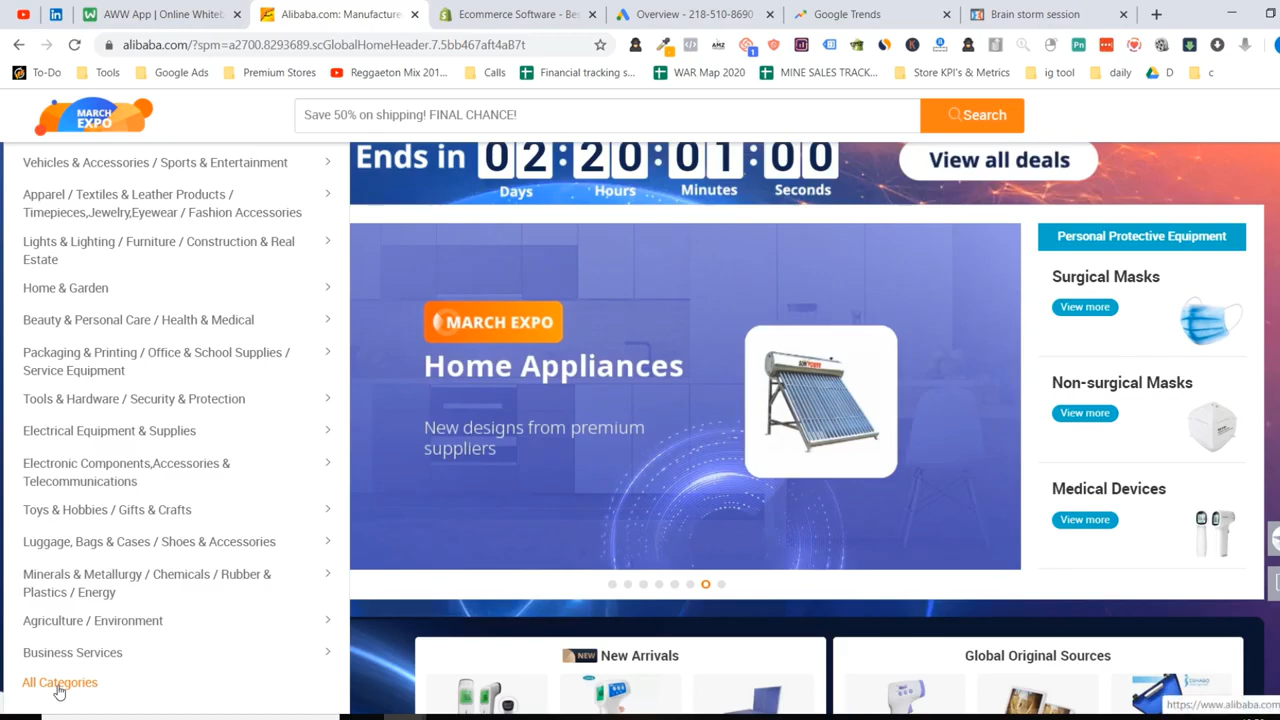 AWW App | Online Whiteb
Alibaba.com: Manufacture
Ecommerce Software - Bes
Overview - 218-510-8690
Google Trends
Brain storm session
alibaba.com/?spm=a2700.8293689.scGlobalHomeHeader.7.5bb467aft4aB7t
To-Do
Tools
Google Ads
Premium Stores
Reggaeton Mix 201...
Calls
Financial tracking s...
WAR Map 2020
MINE SALES TRACK...
Store KPI's & Metrics
ig tool
daily
D
c
MARCH
EXPO
Save 50% on shipping! FINAL CHANCE!
Search
Vehicles & Accessories / Sports & Entertainment
Apparel / Textiles & Leather Products /
Timepieces,Jewelry,Eyewear / Fashion Accessories
Lights & Lighting / Furniture / Construction & Real
Estate
Home & Garden
Beauty & Personal Care / Health & Medical
Packaging & Printing / Office & School Supplies /
Service Equipment
Tools & Hardware / Security & Protection
Electrical Equipment & Supplies
Electronic Components,Accessories &
Telecommunications
Toys & Hobbies / Gifts & Crafts
Luggage, Bags & Cases / Shoes & Accessories
Minerals & Metallurgy / Chemicals / Rubber &
Plastics / Energy
Agriculture / Environment
Business Services
All Categories
Ends in 02:20:01:00
Days Hours Minutes Seconds
View all deals
MARCH EXPO
Home Appliances
New designs from premium
suppliers
Personal Protective Equipment
Surgical Masks
View more
Non-surgical Masks
View more
Medical Devices
View more
NEW New Arrivals
Global Original Sources
https://www.alibaba.com